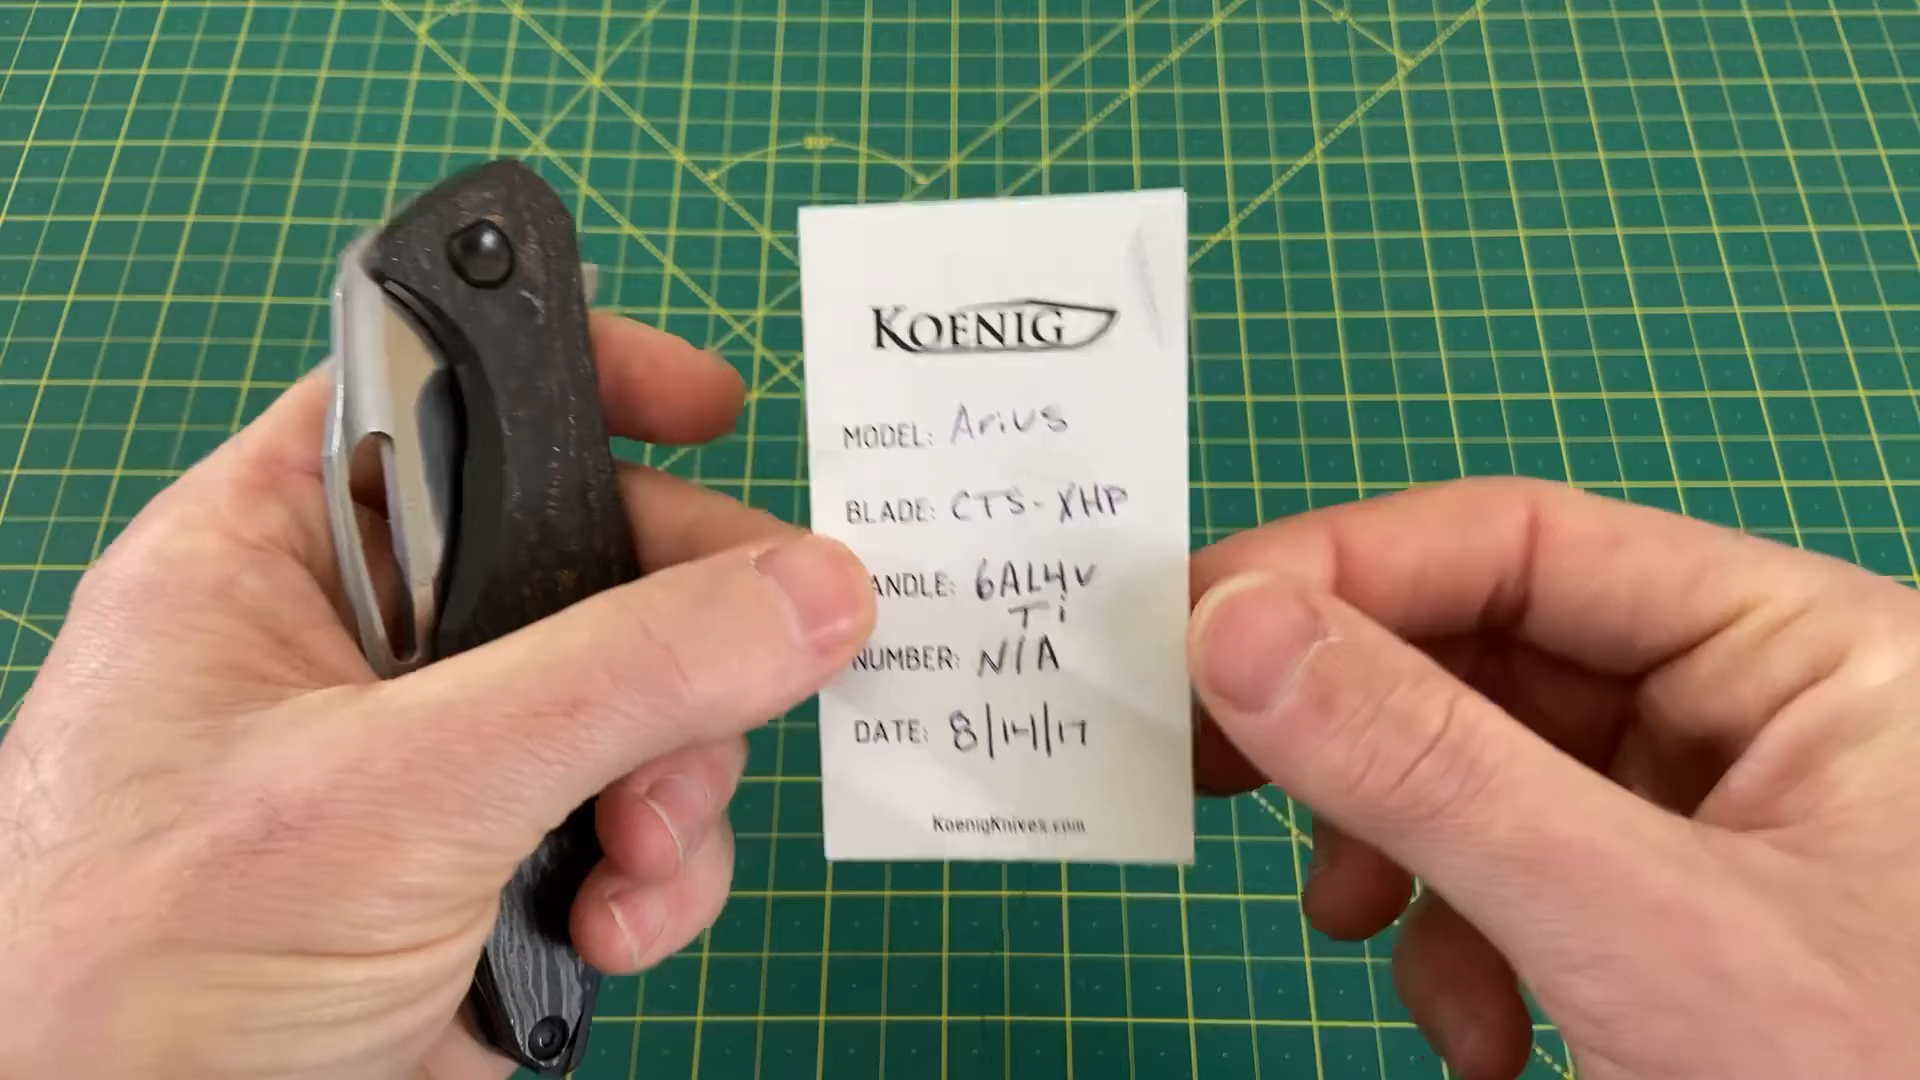 KOENIG
MODEL: Arius
BLADE: CTS-XHP
ANDLE: 6AL4V
Ti
NUMBER: N/A
DATE: 8/14/17
KoenigKnives.com